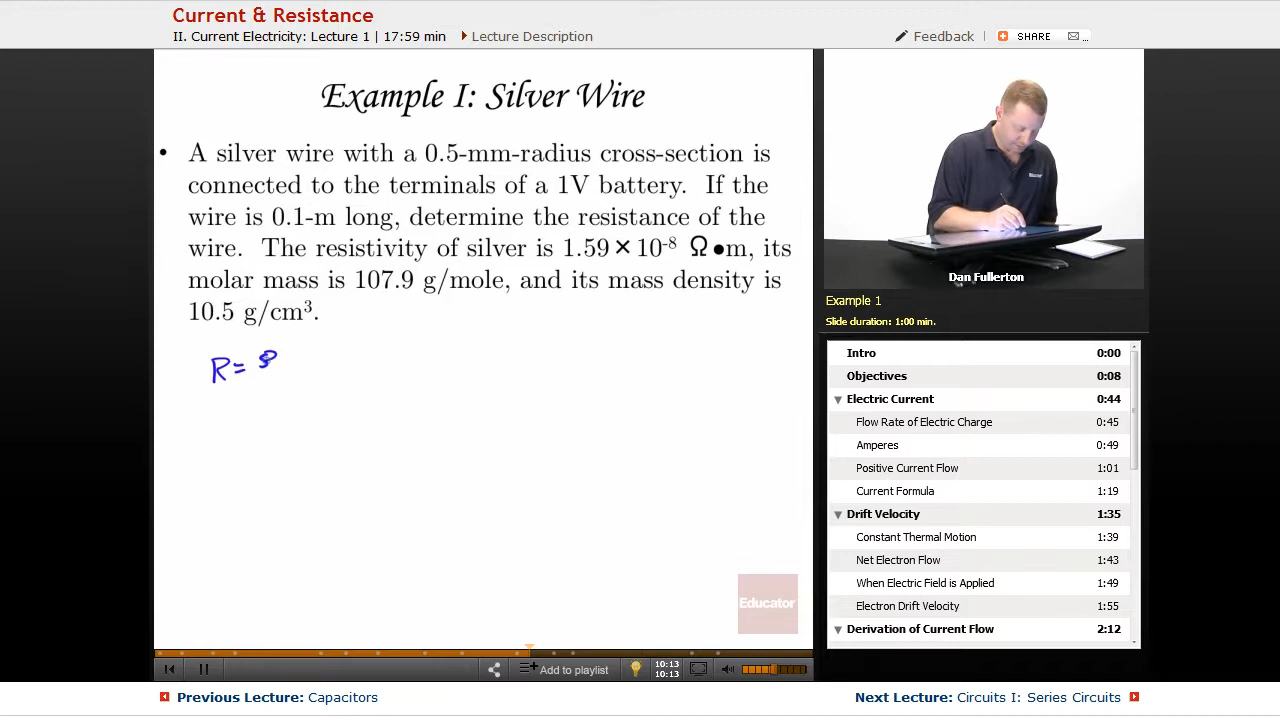 Current & Resistance
II. Current Electricity: Lecture 1 | 17:59 min Lecture Description
Feedback | SHARE
Example I: Silver Wire
• A silver wire with a 0.5-mm-radius cross-section is
connected to the terminals of a 1V battery. If the
wire is 0.1-m long, determine the resistance of the
wire. The resistivity of silver is 1.59×10⁻⁸ Ω•m, its
molar mass is 107.9 g/mole, and its mass density is
10.5 g/cm³.
R=
Educator
Add to playlist
10:13
10:13
Dan Fullerton
Example 1
Slide duration: 1:00 min.
Intro 0:00
Objectives 0:08
Electric Current 0:44
Flow Rate of Electric Charge 0:45
Amperes 0:49
Positive Current Flow 1:01
Current Formula 1:19
Drift Velocity 1:35
Constant Thermal Motion 1:39
Net Electron Flow 1:43
When Electric Field is Applied 1:49
Electron Drift Velocity 1:55
Derivation of Current Flow 2:12
Previous Lecture: Capacitors
Next Lecture: Circuits I: Series Circuits